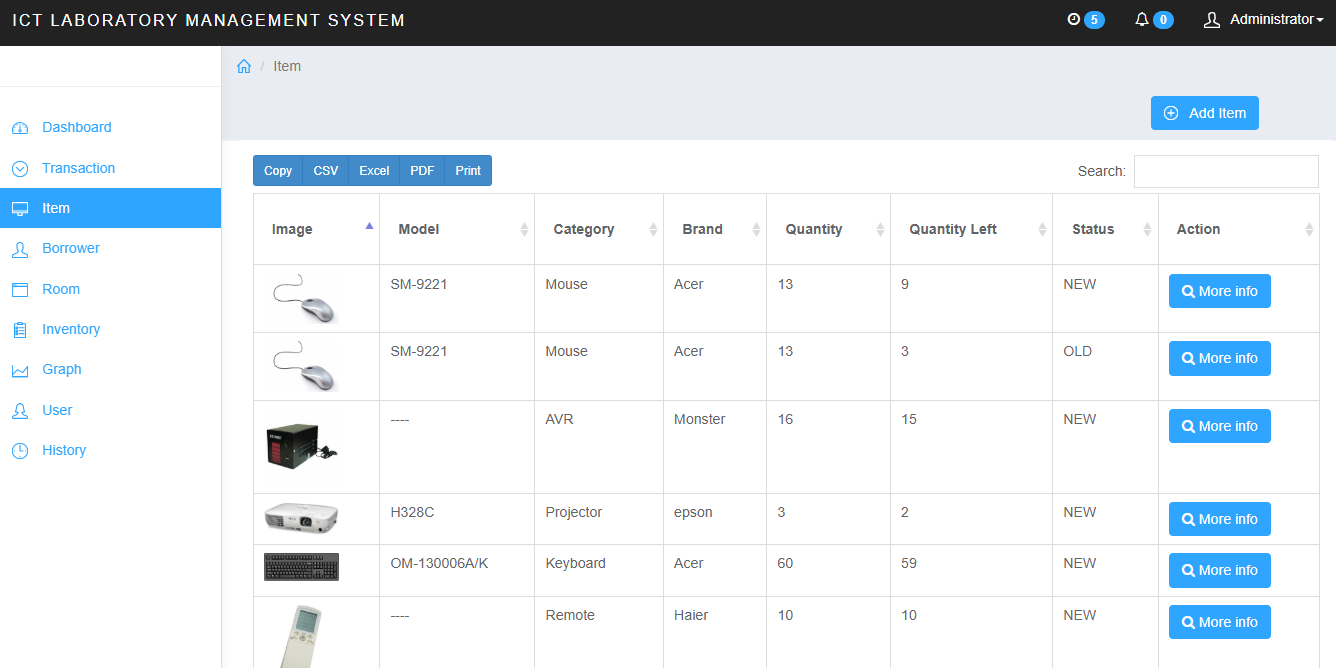 ICT LABORATORY MANAGEMENT SYSTEM 5 0 Administrator
/ Item
Add Item
Dashboard
Transaction
Item
Borrower
Room
Inventory
Graph
User
History
Copy CSV Excel PDF Print Search:
Image Model Category Brand Quantity Quantity Left Status Action
SM-9221 Mouse Acer 13 9 NEW More info
SM-9221 Mouse Acer 13 3 OLD More info
---- AVR Monster 16 15 NEW More info
H328C Projector epson 3 2 NEW More info
OM-130006A/K Keyboard Acer 60 59 NEW More info
---- Remote Haier 10 10 NEW More info